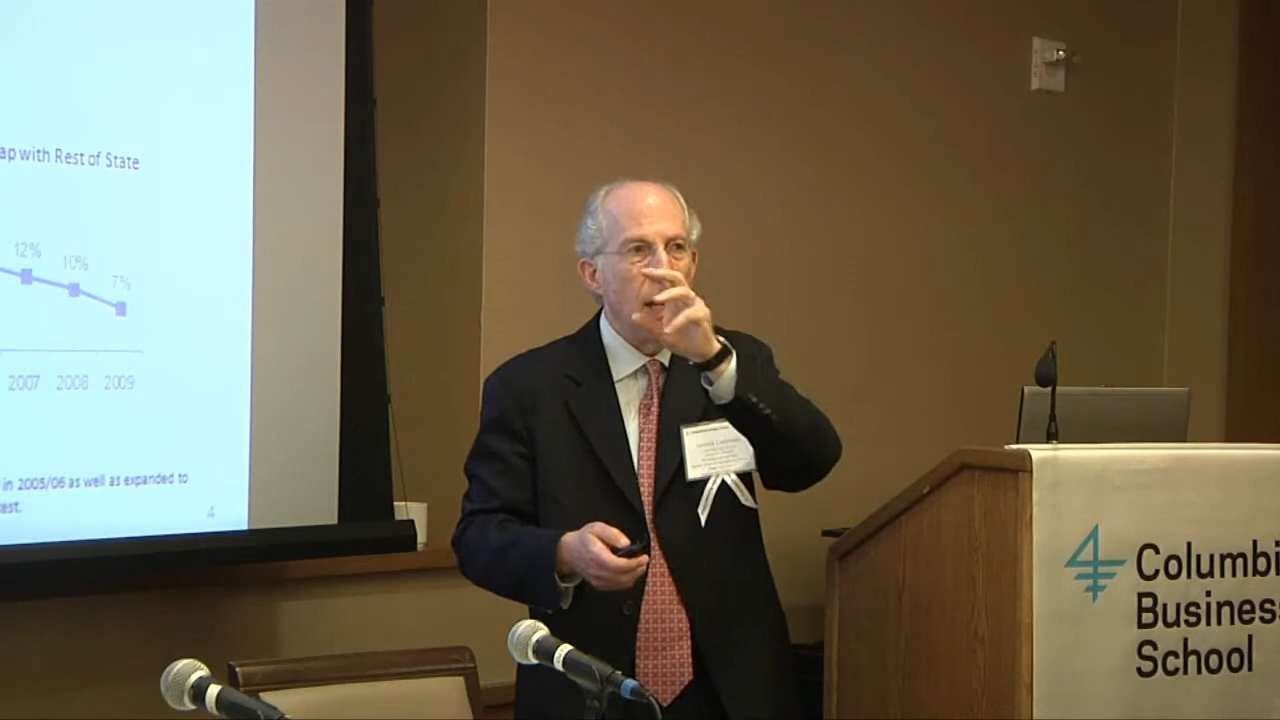 ap with Rest of State
12%
10%
7%
2007 2008 2009
in 2005/06 as well as expanded to
est.
4
Columbi
Business
School